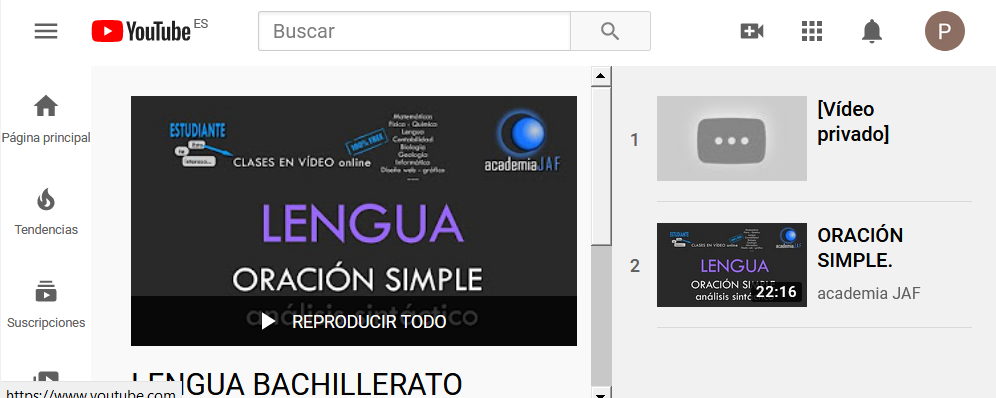 YouTube ES
Buscar
P
Página principal
Tendencias
Suscripciones
https://www.youtube.com
ESTUDIANTE
CLASES EN VÍDEO online
100% FREE
Matemáticas
Física - Química
Lengua
Contabilidad
Biología
Geología
Informática
Diseño web - gráfico
academiaJAF
LENGUA
ORACIÓN SIMPLE
análisis sintáctico
REPRODUCIR TODO
LENGUA BACHILLERATO
1
[Vídeo
privado]
2
ESTUDIANTE
CLASES EN VÍDEO online
academiaJAF
LENGUA
ORACIÓN SIMPLE
análisis sintá
22:16
ORACIÓN
SIMPLE.
academia JAF